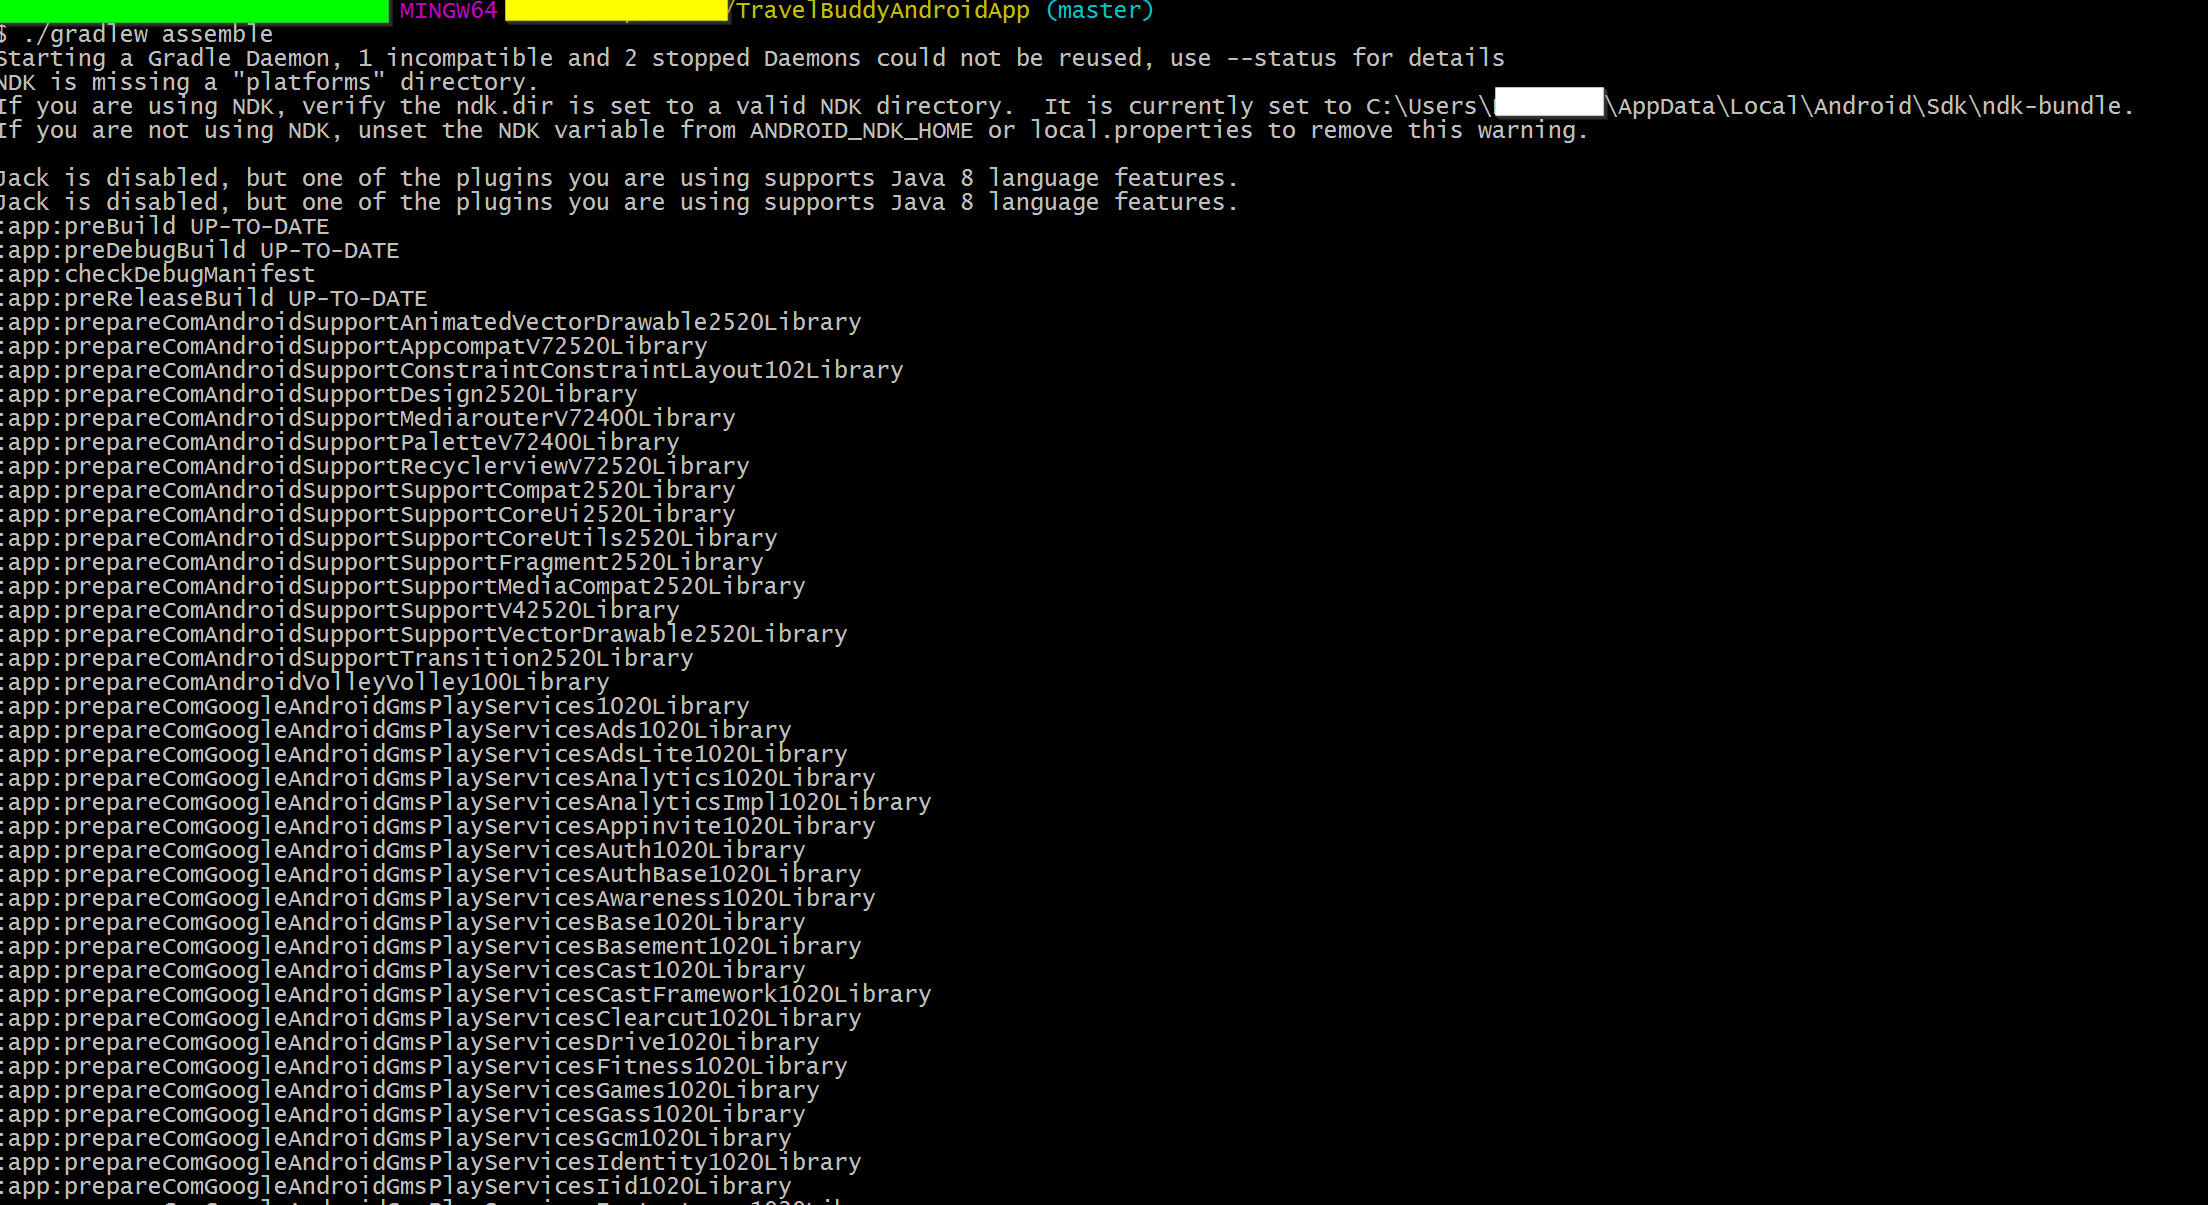 MINGW64 /TravelBuddyAndroidApp (master)
$ ./gradlew assemble
Starting a Gradle Daemon, 1 incompatible and 2 stopped Daemons could not be reused, use --status for details
NDK is missing a "platforms" directory.
If you are using NDK, verify the ndk.dir is set to a valid NDK directory.  It is currently set to C:\Users\ \AppData\Local\Android\Sdk\ndk-bundle.
If you are not using NDK, unset the NDK variable from ANDROID_NDK_HOME or local.properties to remove this warning.
Jack is disabled, but one of the plugins you are using supports Java 8 language features.
Jack is disabled, but one of the plugins you are using supports Java 8 language features.
:app:preBuild UP-TO-DATE
:app:preDebugBuild UP-TO-DATE
:app:checkDebugManifest
:app:preReleaseBuild UP-TO-DATE
:app:prepareComAndroidSupportAnimatedVectorDrawable2520Library
:app:prepareComAndroidSupportAppcompatV72520Library
:app:prepareComAndroidSupportConstraintConstraintLayout102Library
:app:prepareComAndroidSupportDesign2520Library
:app:prepareComAndroidSupportMediarouterV72400Library
:app:prepareComAndroidSupportPaletteV72400Library
:app:prepareComAndroidSupportRecyclerviewV72520Library
:app:prepareComAndroidSupportSupportCompat2520Library
:app:prepareComAndroidSupportSupportCoreUi2520Library
:app:prepareComAndroidSupportSupportCoreUtils2520Library
:app:prepareComAndroidSupportSupportFragment2520Library
:app:prepareComAndroidSupportSupportMediaCompat2520Library
:app:prepareComAndroidSupportSupportV42520Library
:app:prepareComAndroidSupportSupportVectorDrawable2520Library
:app:prepareComAndroidSupportTransition2520Library
:app:prepareComAndroidVolleyVolley100Library
:app:prepareComGoogleAndroidGmsPlayServices1020Library
:app:prepareComGoogleAndroidGmsPlayServicesAds1020Library
:app:prepareComGoogleAndroidGmsPlayServicesAdsLite1020Library
:app:prepareComGoogleAndroidGmsPlayServicesAnalytics1020Library
:app:prepareComGoogleAndroidGmsPlayServicesAnalyticsImpl1020Library
:app:prepareComGoogleAndroidGmsPlayServicesAppinvite1020Library
:app:prepareComGoogleAndroidGmsPlayServicesAuth1020Library
:app:prepareComGoogleAndroidGmsPlayServicesAuthBase1020Library
:app:prepareComGoogleAndroidGmsPlayServicesAwareness1020Library
:app:prepareComGoogleAndroidGmsPlayServicesBase1020Library
:app:prepareComGoogleAndroidGmsPlayServicesBasement1020Library
:app:prepareComGoogleAndroidGmsPlayServicesCast1020Library
:app:prepareComGoogleAndroidGmsPlayServicesCastFramework1020Library
:app:prepareComGoogleAndroidGmsPlayServicesClearcut1020Library
:app:prepareComGoogleAndroidGmsPlayServicesDrive1020Library
:app:prepareComGoogleAndroidGmsPlayServicesFitness1020Library
:app:prepareComGoogleAndroidGmsPlayServicesGames1020Library
:app:prepareComGoogleAndroidGmsPlayServicesGass1020Library
:app:prepareComGoogleAndroidGmsPlayServicesGcm1020Library
:app:prepareComGoogleAndroidGmsPlayServicesIdentity1020Library
:app:prepareComGoogleAndroidGmsPlayServicesIid1020Library